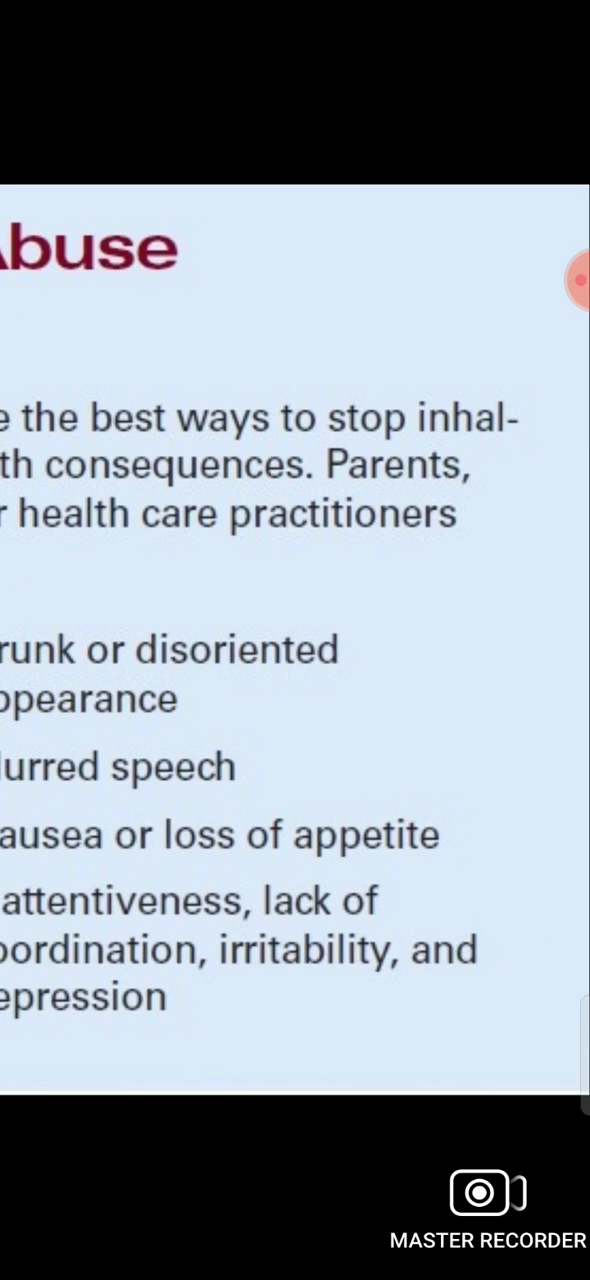 Abuse
e the best ways to stop inhal-
th consequences. Parents,
r health care practitioners
runk or disoriented
ppearance
lurred speech
ausea or loss of appetite
attentiveness, lack of
oordination, irritability, and
epression
MASTER RECORDER